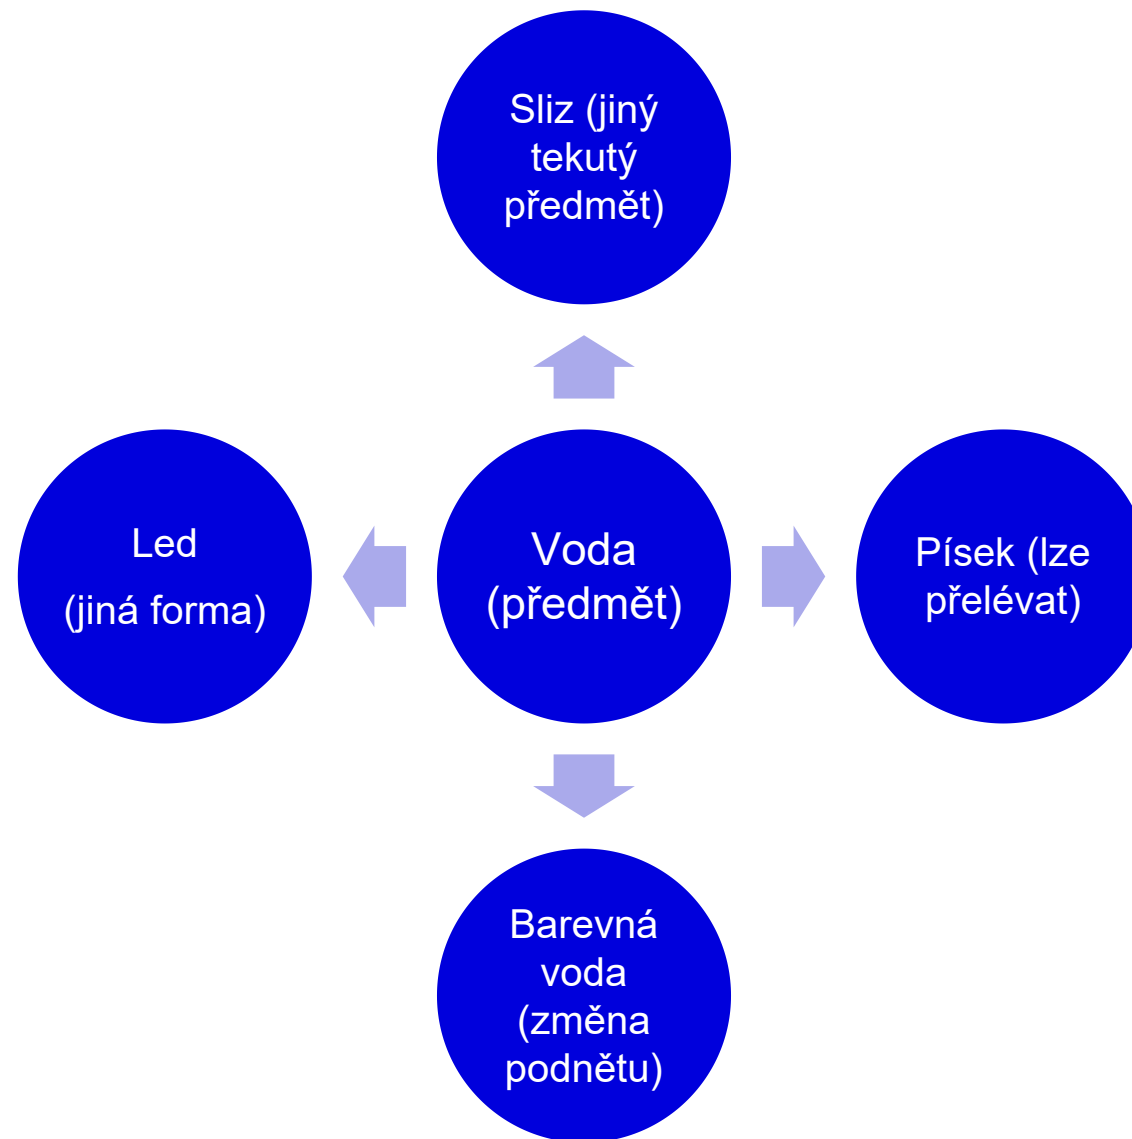 Sliz (jiný
tekutý
předmět)
Led
(jiná forma)
Voda
(předmět)
Písek (lze
přelévat)
Barevná
voda
(změna
podnětu)